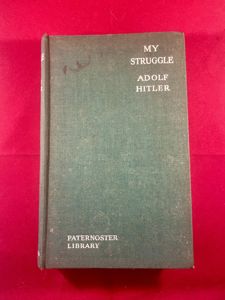 MY
STRUGGLE
ADOLF
HITLER
PATERNOSTER
LIBRARY